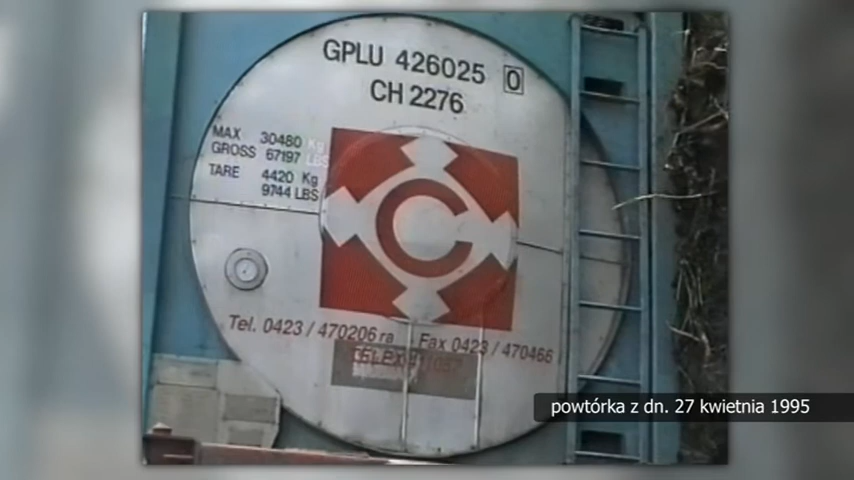 GPLU 426025 0
CH 2276
MAX 30480 Kg
GROSS 67197 LBS
TARE 4420 Kg
9744 LBS
C
Tel. 0423 / 470206 ra Fax 0423 / 470466
powtórka z dn. 27 kwietnia 1995